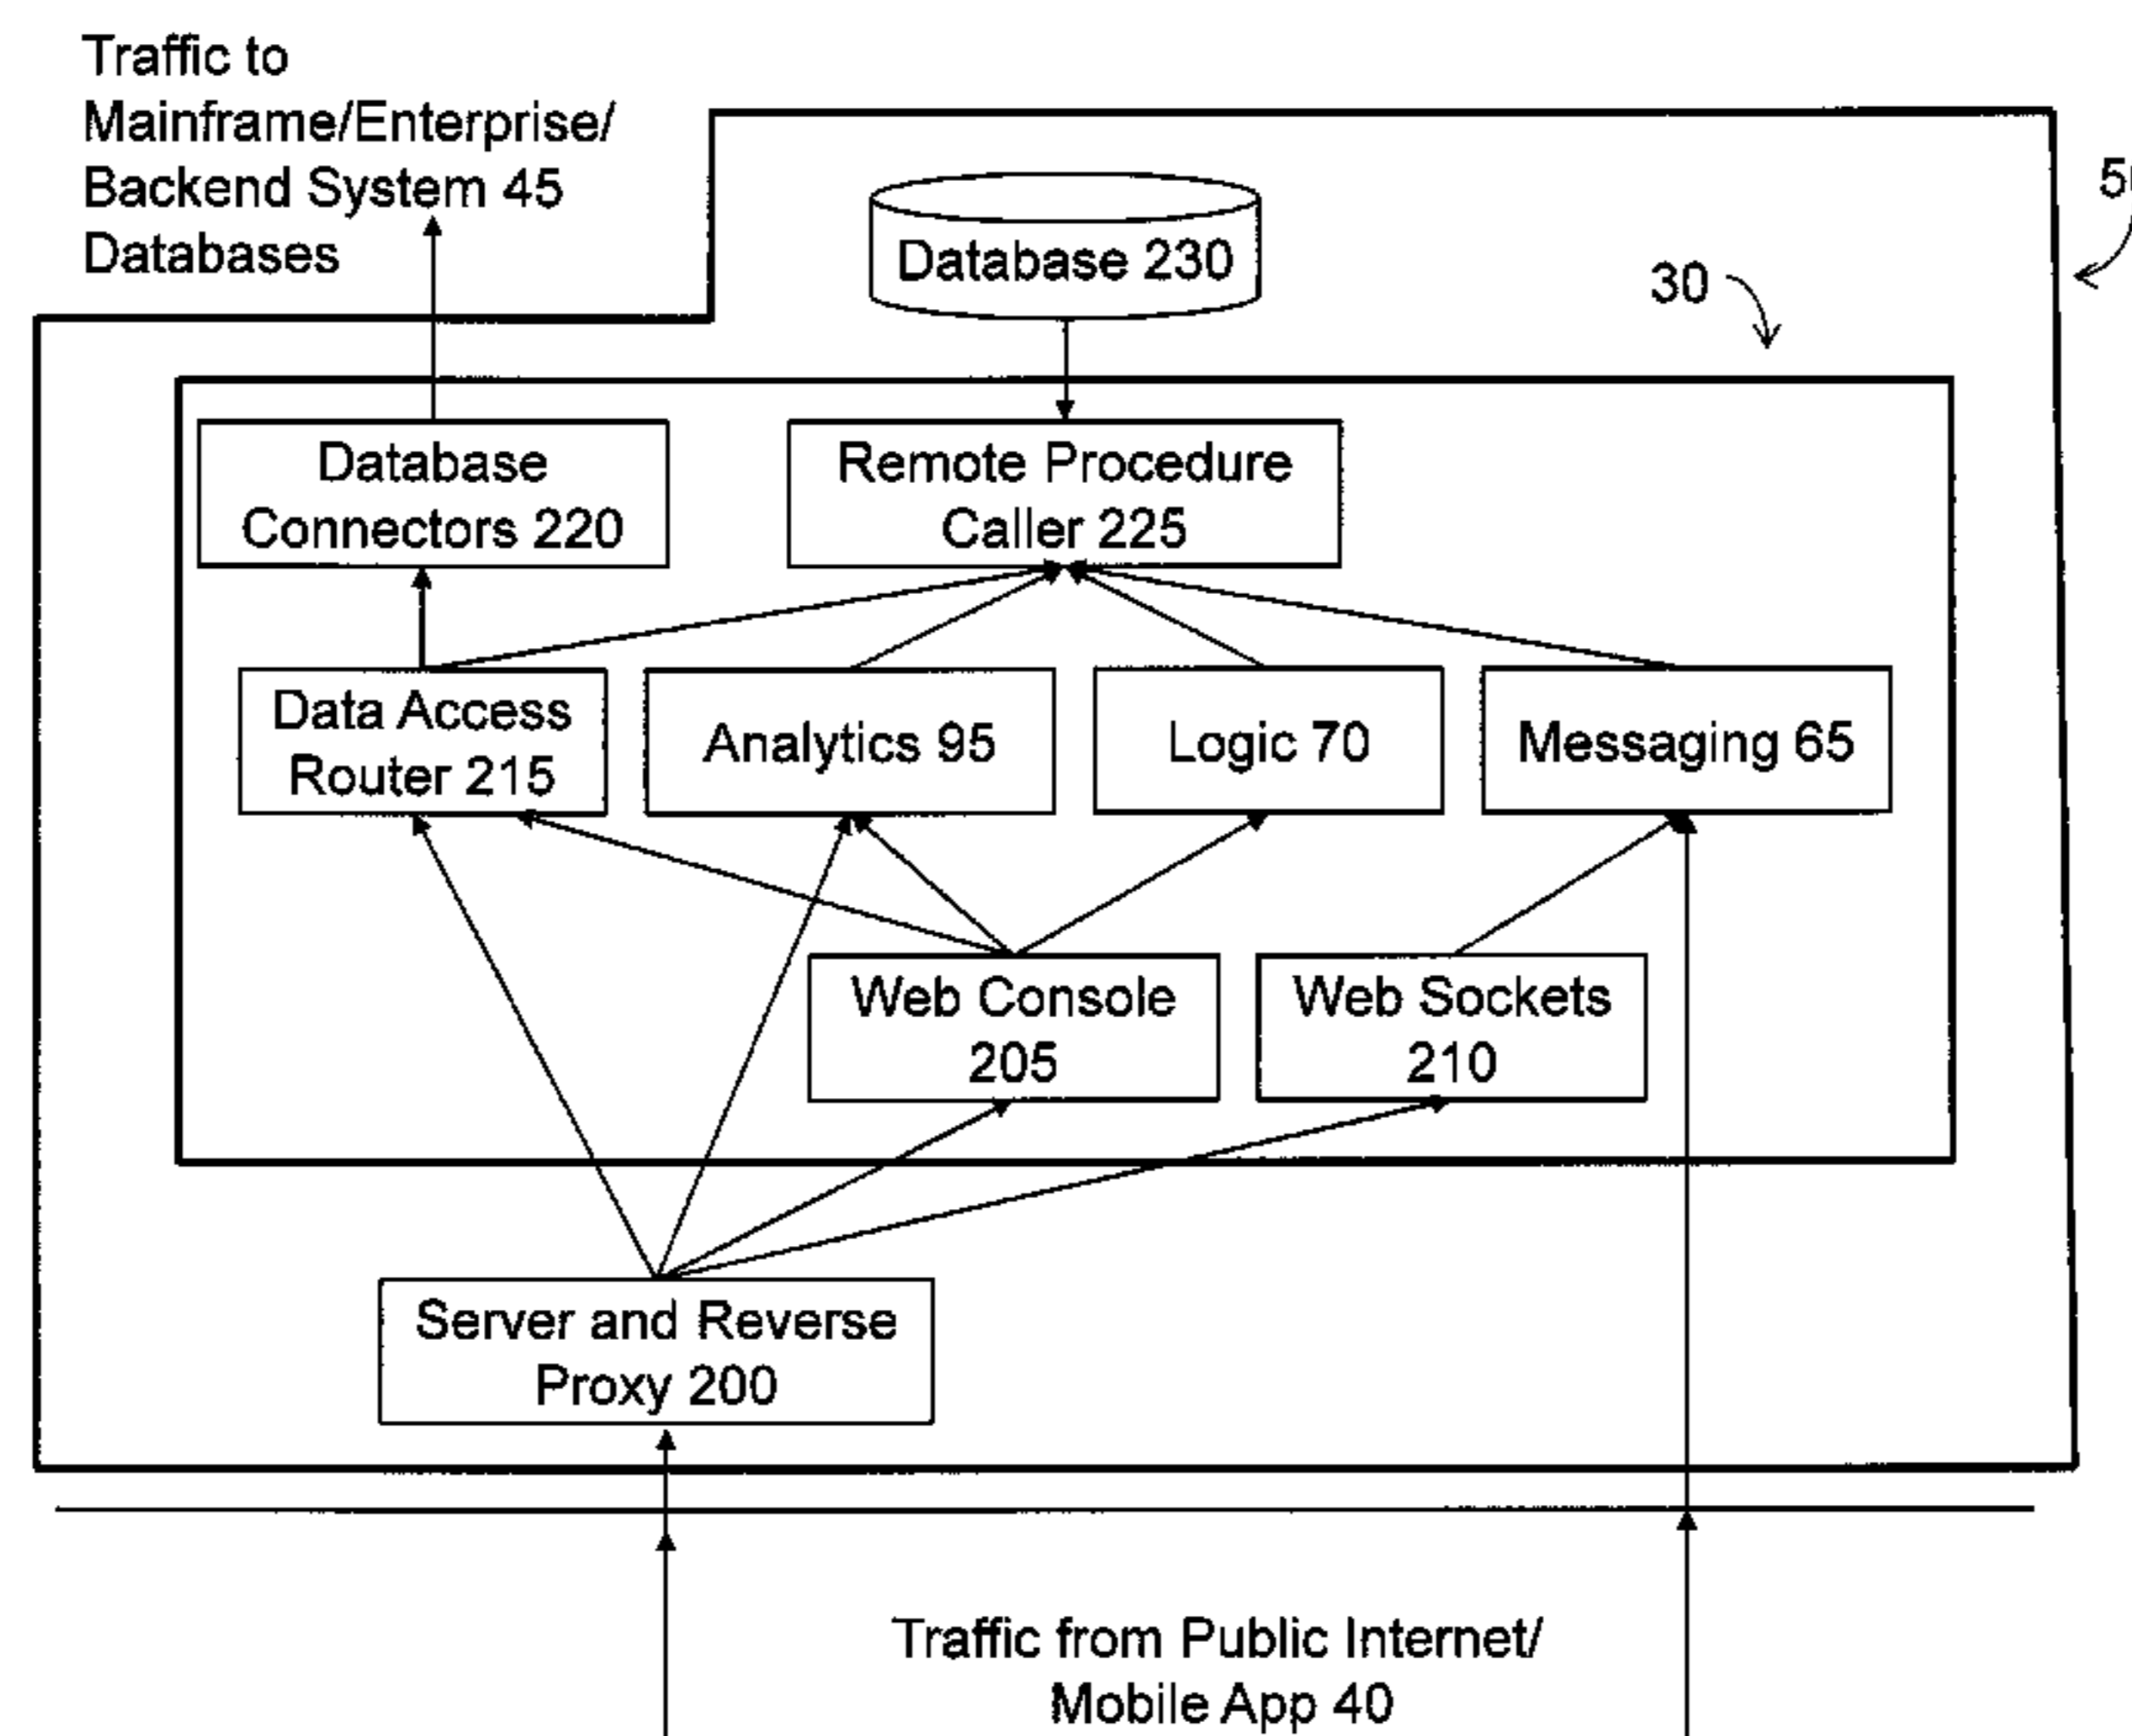 Traffic to
Mainframe/Enterprise/
Backend System 45
Databases
Database 230
30
Database
Connectors 220
Remote Procedure
Caller 225
Data Access
Router 215
Analytics 95
Logic 70
Messaging 65
Web Console
205
Web Sockets
210
Server and Reverse
Proxy 200
Traffic from Public Internet/
Mobile App 40